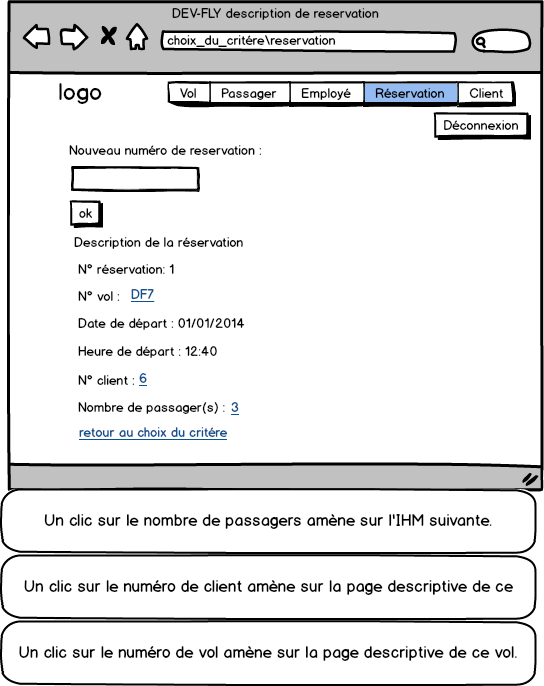 DEV-FLY description de reservation
choix_du_critére\reservation
logo
Vol Passager Employé Réservation Client
Déconnexion
Nouveau numéro de reservation :
ok
Description de la réservation
N° réservation: 1
N° vol : DF7
Date de départ : 01/01/2014
Heure de départ : 12:40
N° client : 6
Nombre de passager(s) : 3
retour au choix du critére
Un clic sur le nombre de passagers amène sur l'IHM suivante.
Un clic sur le numéro de client amène sur la page descriptive de ce
Un clic sur le numéro de vol amène sur la page descriptive de ce vol.